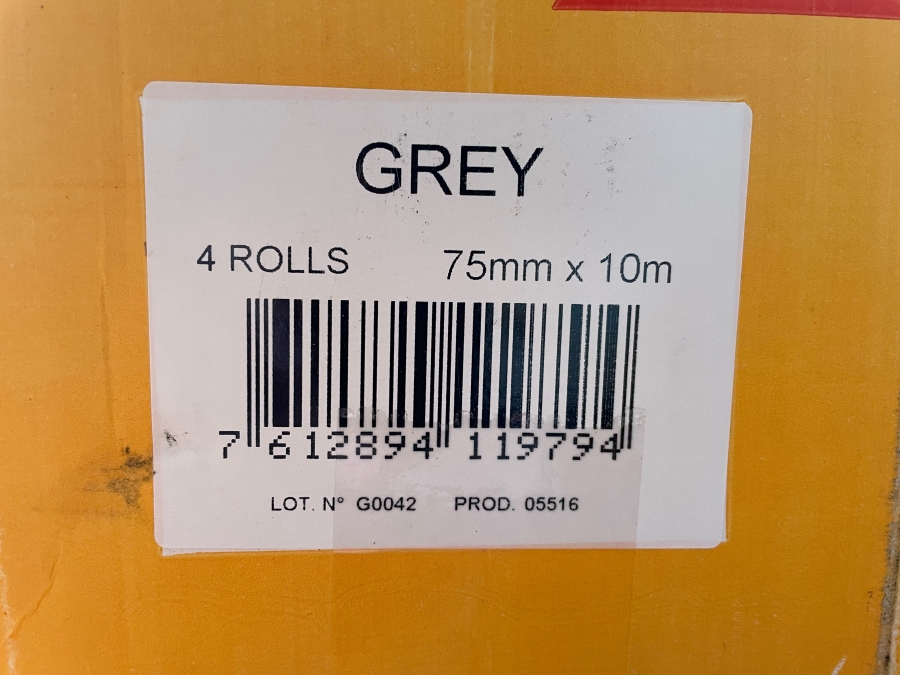 GREY
4 ROLLS 75mm x 10m
7 612894 119794
LOT. N° G0042 PROD. 05516